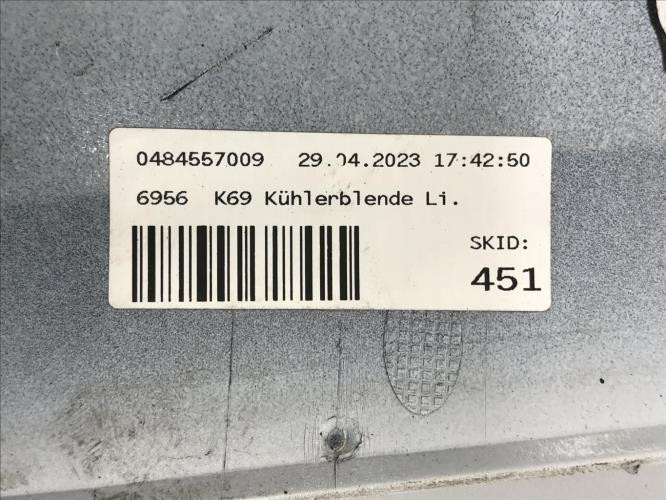 0484557009 29.04.2023 17:42:50
6956 K69 Kühlerblende Li.
SKID:
451